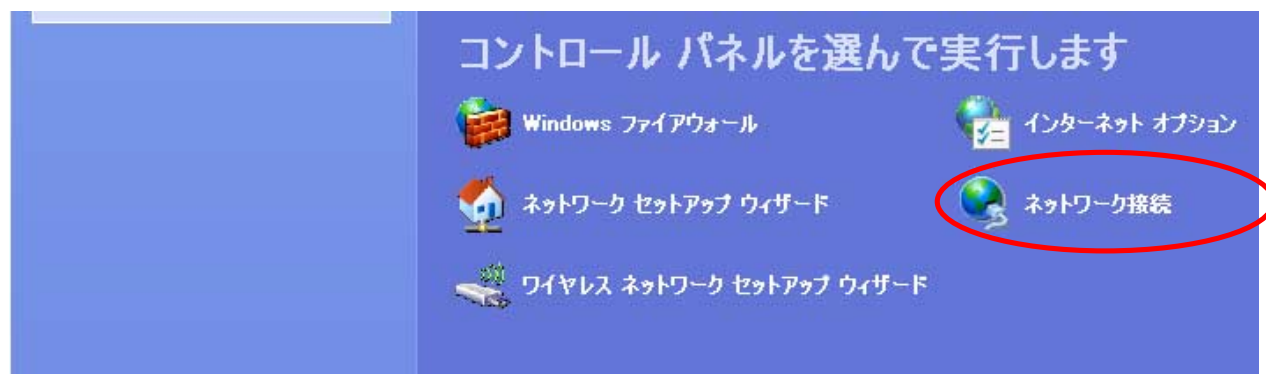 コントロール パネルを選んで実行します
Windows ファイアウォール
インターネット オプション
ネットワーク セットアップ ウィザード
ネットワーク接続
ワイヤレス ネットワーク セットアップ ウィザード